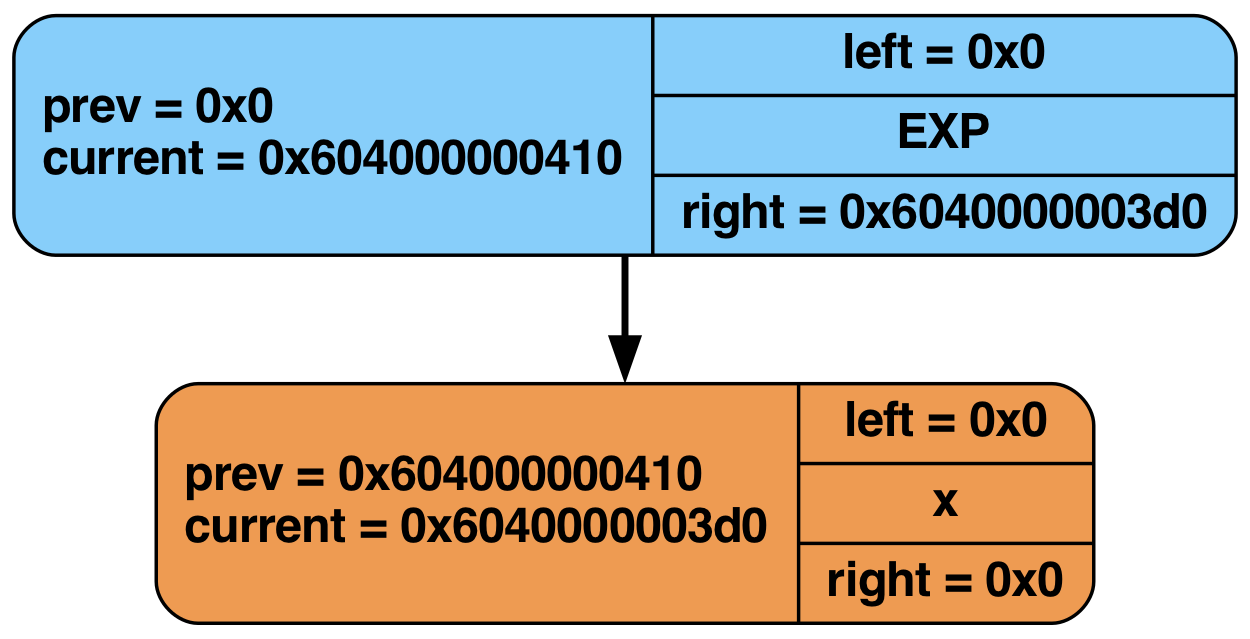 prev = 0x0
current = 0x604000000410
left = 0x0
EXP
right = 0x6040000003d0
prev = 0x604000000410
current = 0x6040000003d0
left = 0x0
x
right = 0x0